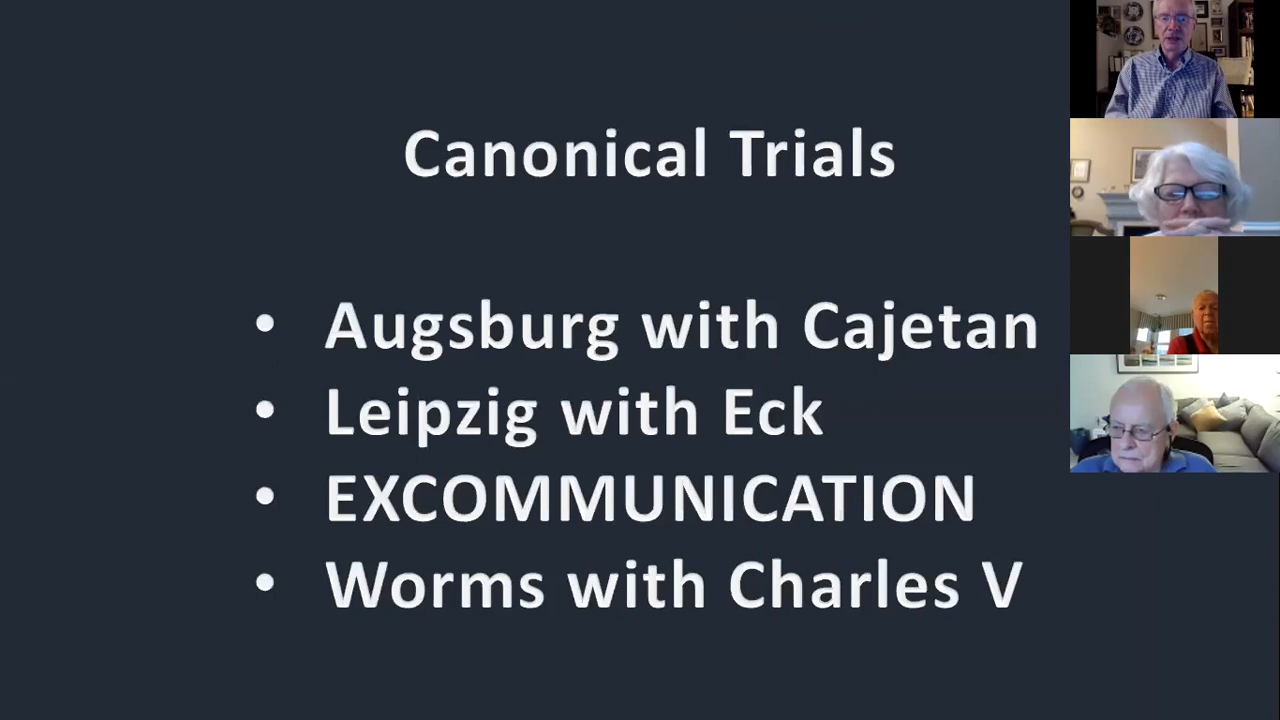 Canonical Trials
• Augsburg with Cajetan
• Leipzig with Eck
• EXCOMMUNICATION
• Worms with Charles V